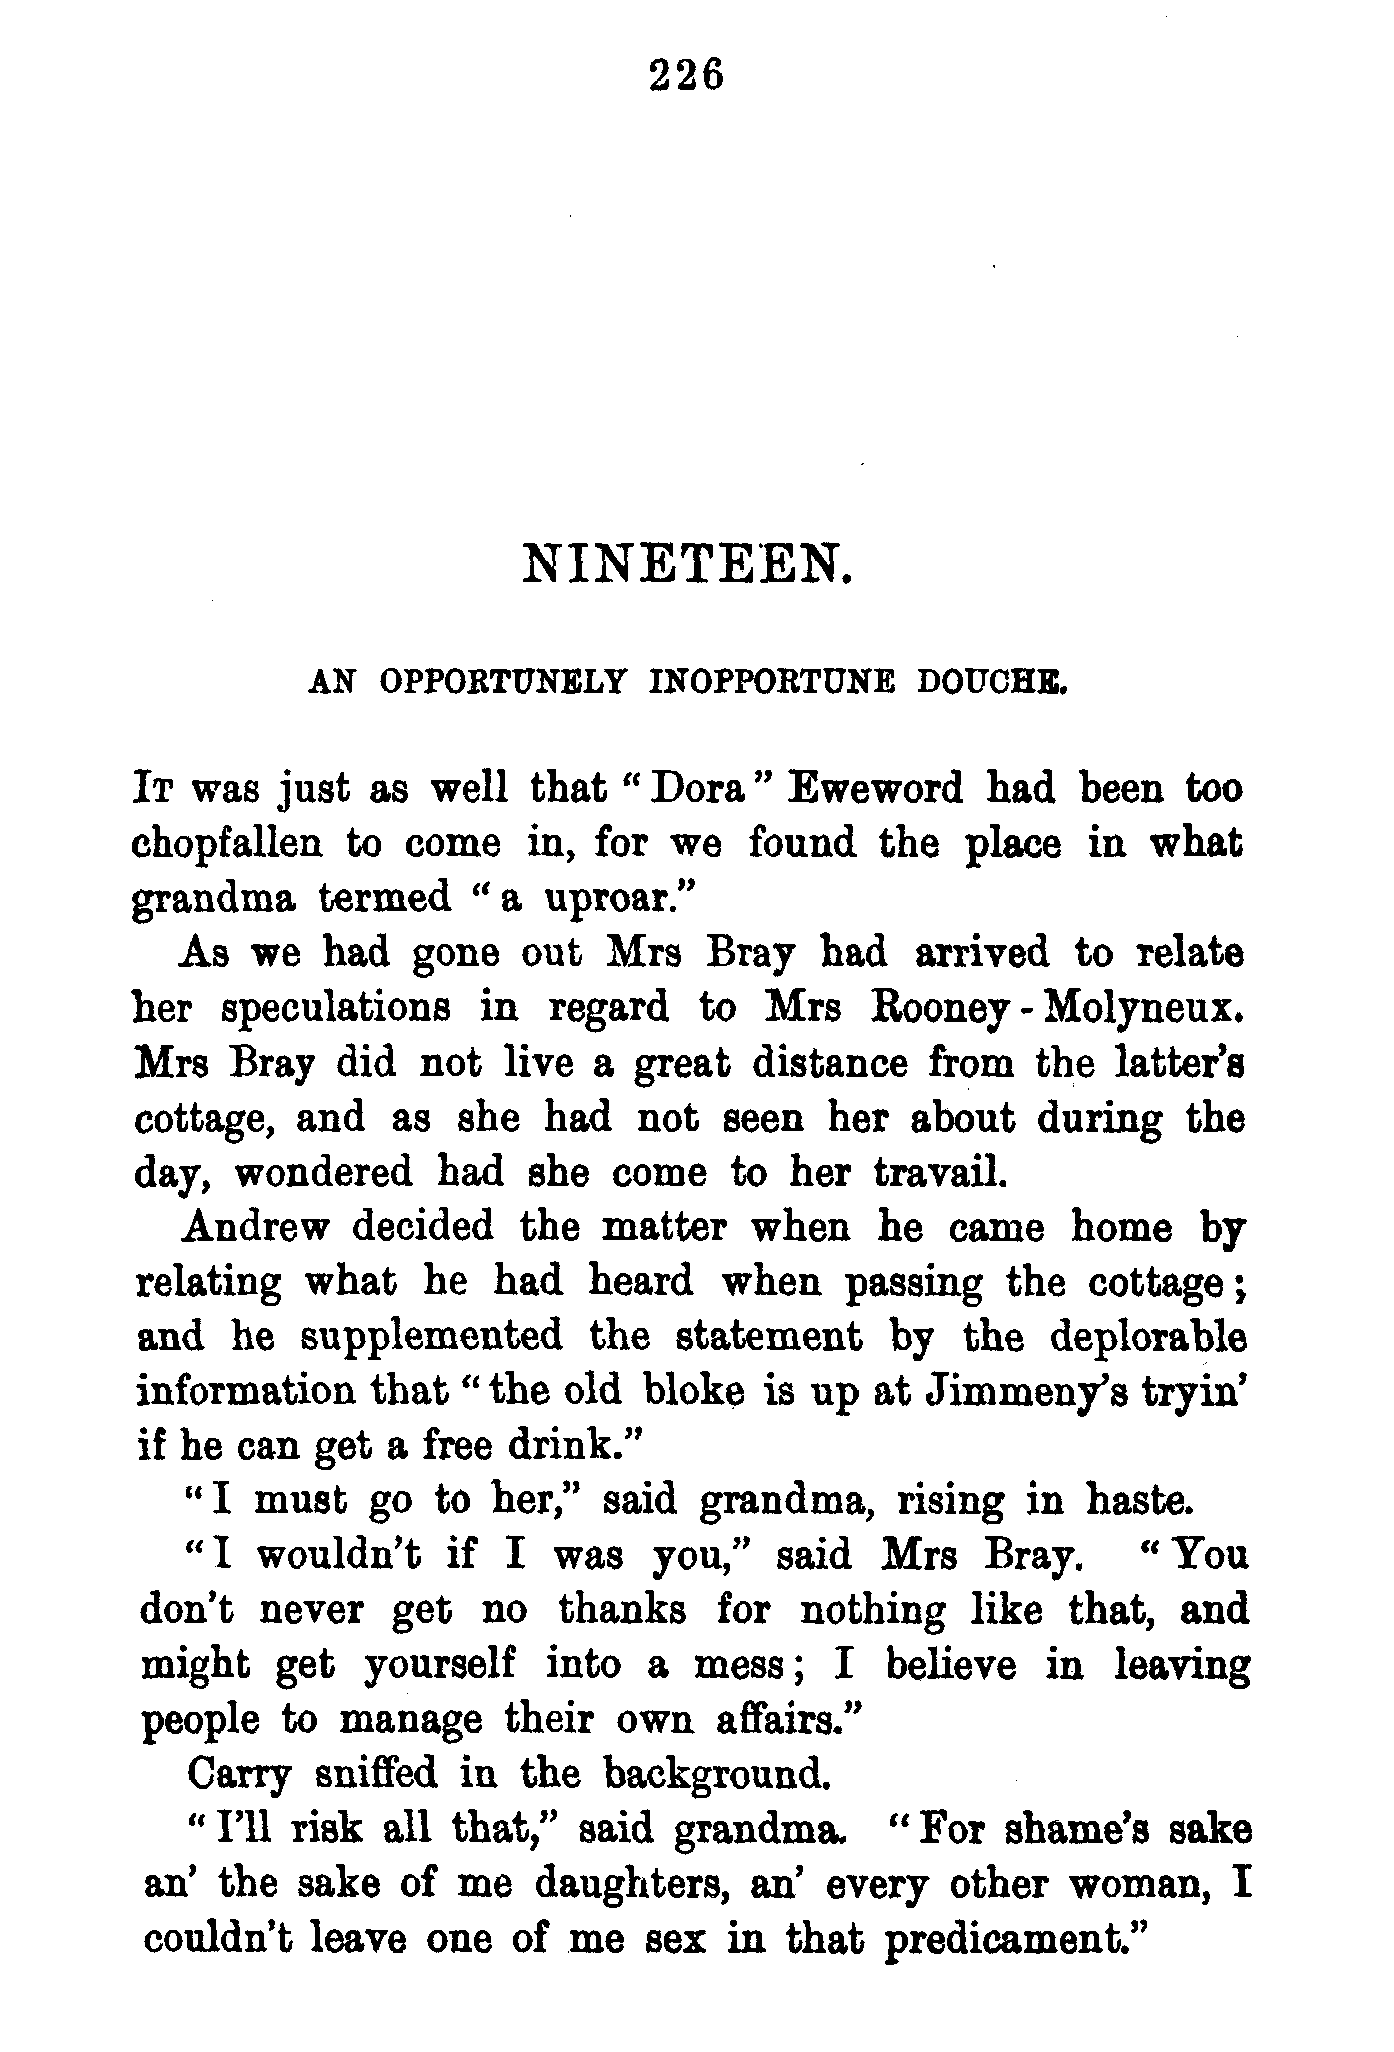 226
NINETEEN.
AN OPPORTUNELY INOPPORTUNE DOUCHE.
IT was just as well that “Dora” Eweword had been too
chopfallen to come in, for we found the place in what
grandma termed “a uproar.”
As we had gone out Mrs Bray had arrived to relate
her speculations in regard to Mrs Rooney-Molyneux.
Mrs Bray did not live a great distance from the latter’s
cottage, and as she had not seen her about during the
day, wondered had she come to her travail.
Andrew decided the matter when he came home by
relating what he had heard when passing the cottage;
and he supplemented the statement by the deplorable
information that “the old bloke is up at Jimmeny’s tryin’
if he can get a free drink.”
“I must go to her,” said grandma, rising in haste.
“I wouldn’t if I was you,” said Mrs Bray. “You
don’t never get no thanks for nothing like that, and
might get yourself into a mess; I believe in leaving
people to manage their own affairs.”
Carry sniffed in the background.
“I’ll risk all that,” said grandma. “For shame’s sake
an’ the sake of me daughters, an’ every other woman, I
couldn’t leave one of me sex in that predicament.”